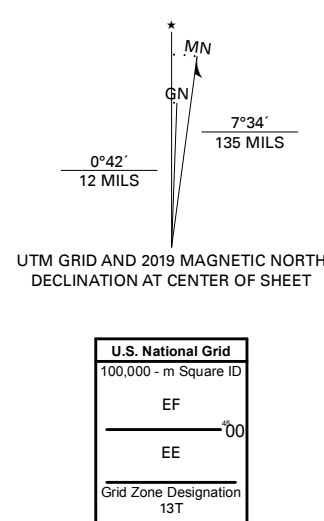 MN
GN
7°34´
135 MILS
0°42´
12 MILS
UTM GRID AND 2019 MAGNETIC NORTH
DECLINATION AT CENTER OF SHEET
U.S. National Grid
100,000 - m Square ID
EF
4500
EE
Grid Zone Designation
13T